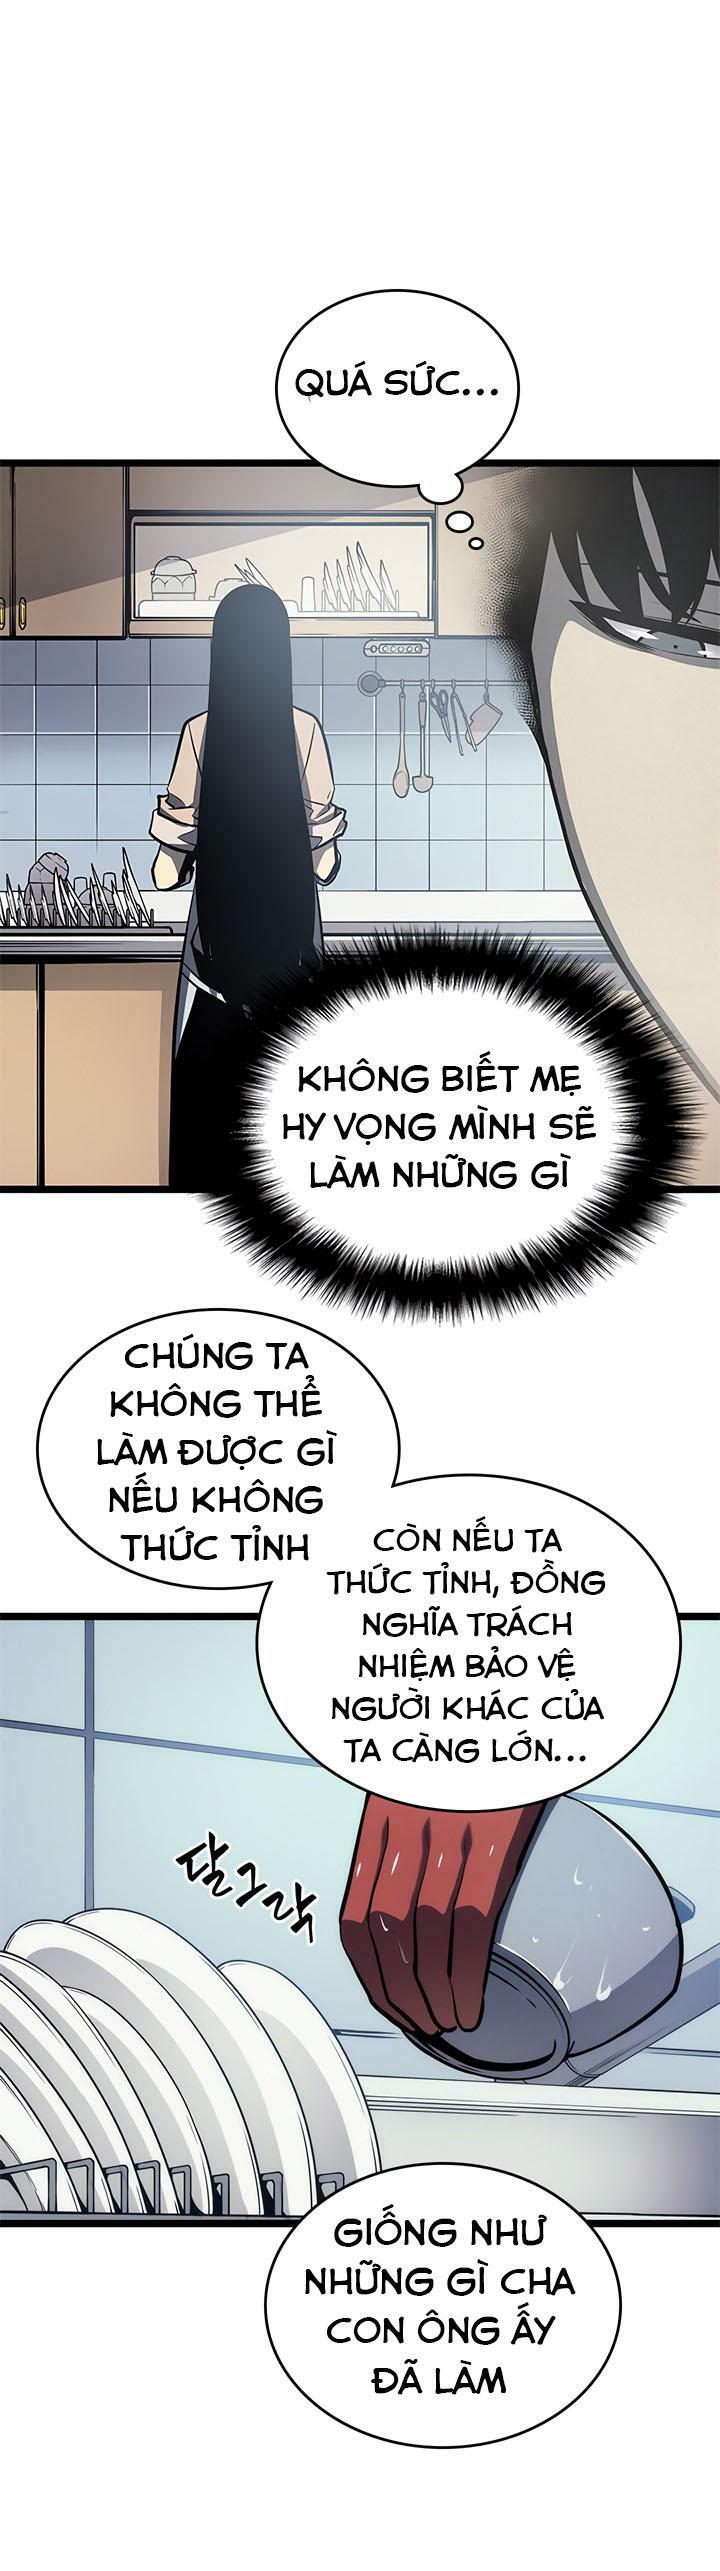 QUÁ SỨC...
KHÔNG BIẾT MẸ
HY VỌNG MÌNH SẼ
LÀM NHỮNG GÌ
CHÚNG TA
KHÔNG THỂ
LÀM ĐƯỢC GÌ
NẾU KHÔNG
THỨC TỈNH
CÒN NẾU TA
THỨC TỈNH, ĐỒNG
NGHĨA TRÁCH
NHIỆM BẢO VỆ
NGƯỜI KHÁC CỦA
TA CÀNG LỚN...
달그락
GIỐNG NHƯ
NHỮNG GÌ CHA
CON ÔNG ẤY
ĐÃ LÀM